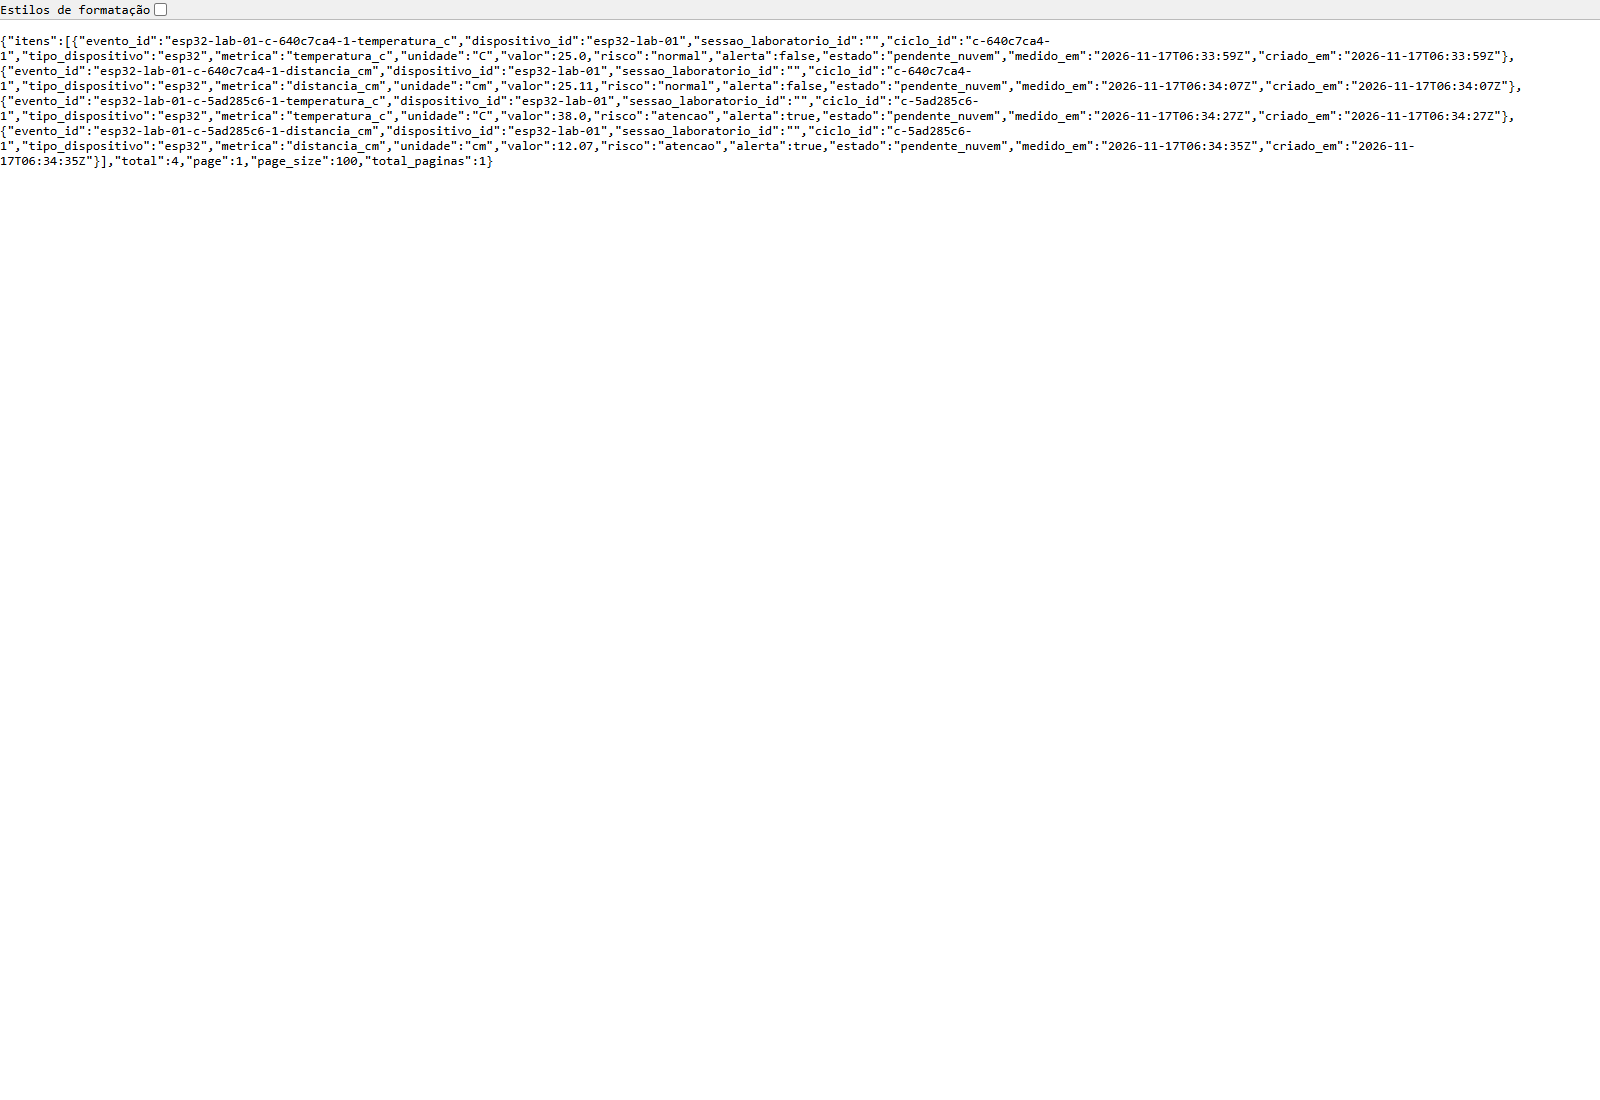 Estilos de formatação
{"itens":[{"evento_id":"esp32-lab-01-c-640c7ca4-1-temperatura_c","dispositivo_id":"esp32-lab-01","sessao_laboratorio_id":"","ciclo_id":"c-640c7ca4-
1","tipo_dispositivo":"esp32","metrica":"temperatura_c","unidade":"C","valor":25.0,"risco":"normal","alerta":false,"estado":"pendente_nuvem","medido_em":"2026-11-17T06:33:59Z","criado_em":"2026-11-17T06:33:59Z"},
{"evento_id":"esp32-lab-01-c-640c7ca4-1-distancia_cm","dispositivo_id":"esp32-lab-01","sessao_laboratorio_id":"","ciclo_id":"c-640c7ca4-
1","tipo_dispositivo":"esp32","metrica":"distancia_cm","unidade":"cm","valor":25.11,"risco":"normal","alerta":false,"estado":"pendente_nuvem","medido_em":"2026-11-17T06:34:07Z","criado_em":"2026-11-17T06:34:07Z"},
{"evento_id":"esp32-lab-01-c-5ad285c6-1-temperatura_c","dispositivo_id":"esp32-lab-01","sessao_laboratorio_id":"","ciclo_id":"c-5ad285c6-
1","tipo_dispositivo":"esp32","metrica":"temperatura_c","unidade":"C","valor":38.0,"risco":"atencao","alerta":true,"estado":"pendente_nuvem","medido_em":"2026-11-17T06:34:27Z","criado_em":"2026-11-17T06:34:27Z"},
{"evento_id":"esp32-lab-01-c-5ad285c6-1-distancia_cm","dispositivo_id":"esp32-lab-01","sessao_laboratorio_id":"","ciclo_id":"c-5ad285c6-
1","tipo_dispositivo":"esp32","metrica":"distancia_cm","unidade":"cm","valor":12.07,"risco":"atencao","alerta":true,"estado":"pendente_nuvem","medido_em":"2026-11-17T06:34:35Z","criado_em":"2026-11-
17T06:34:35Z"}],"total":4,"page":1,"page_size":100,"total_paginas":1}